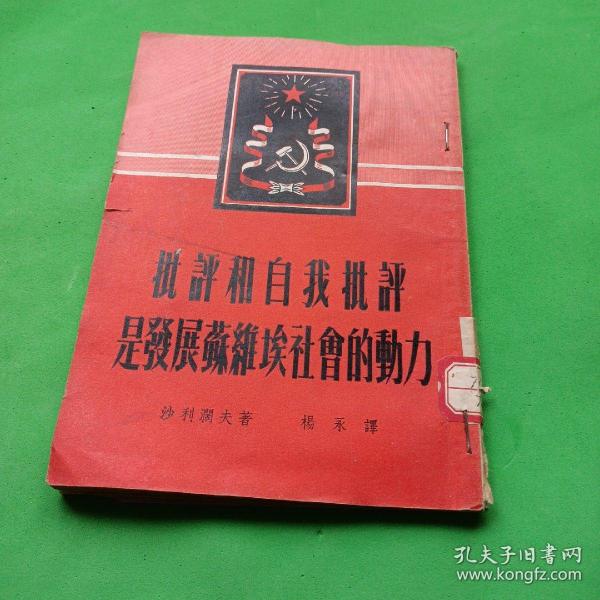 批評和自我批評
是發展蘇維埃社會的動力
沙利澗夫著 楊永譯
孔夫子旧书网
www.kongfz.com